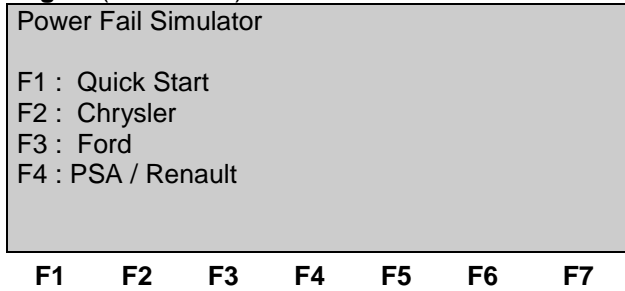 Power Fail Simulator
F1 : Quick Start
F2 : Chrysler
F3 : Ford
F4 : PSA / Renault
F1 F2 F3 F4 F5 F6 F7